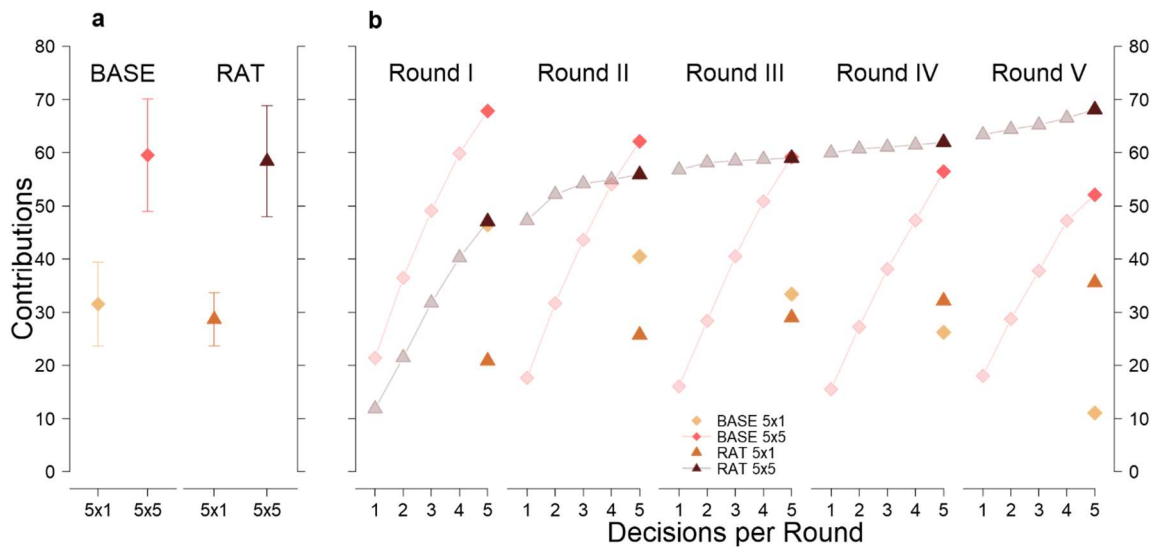 a
b
80
70
60
50
40
30
20
10
0
Contributions
BASE
RAT
5x1 5x5 5x1 5x5
Round I
Round II
Round III
Round IV
Round V
80
70
60
50
40
30
20
10
0
BASE 5x1
BASE 5x5
RAT 5x1
RAT 5x5
1 2 3 4 5 1 2 3 4 5 1 2 3 4 5 1 2 3 4 5 1 2 3 4 5
Decisions per Round